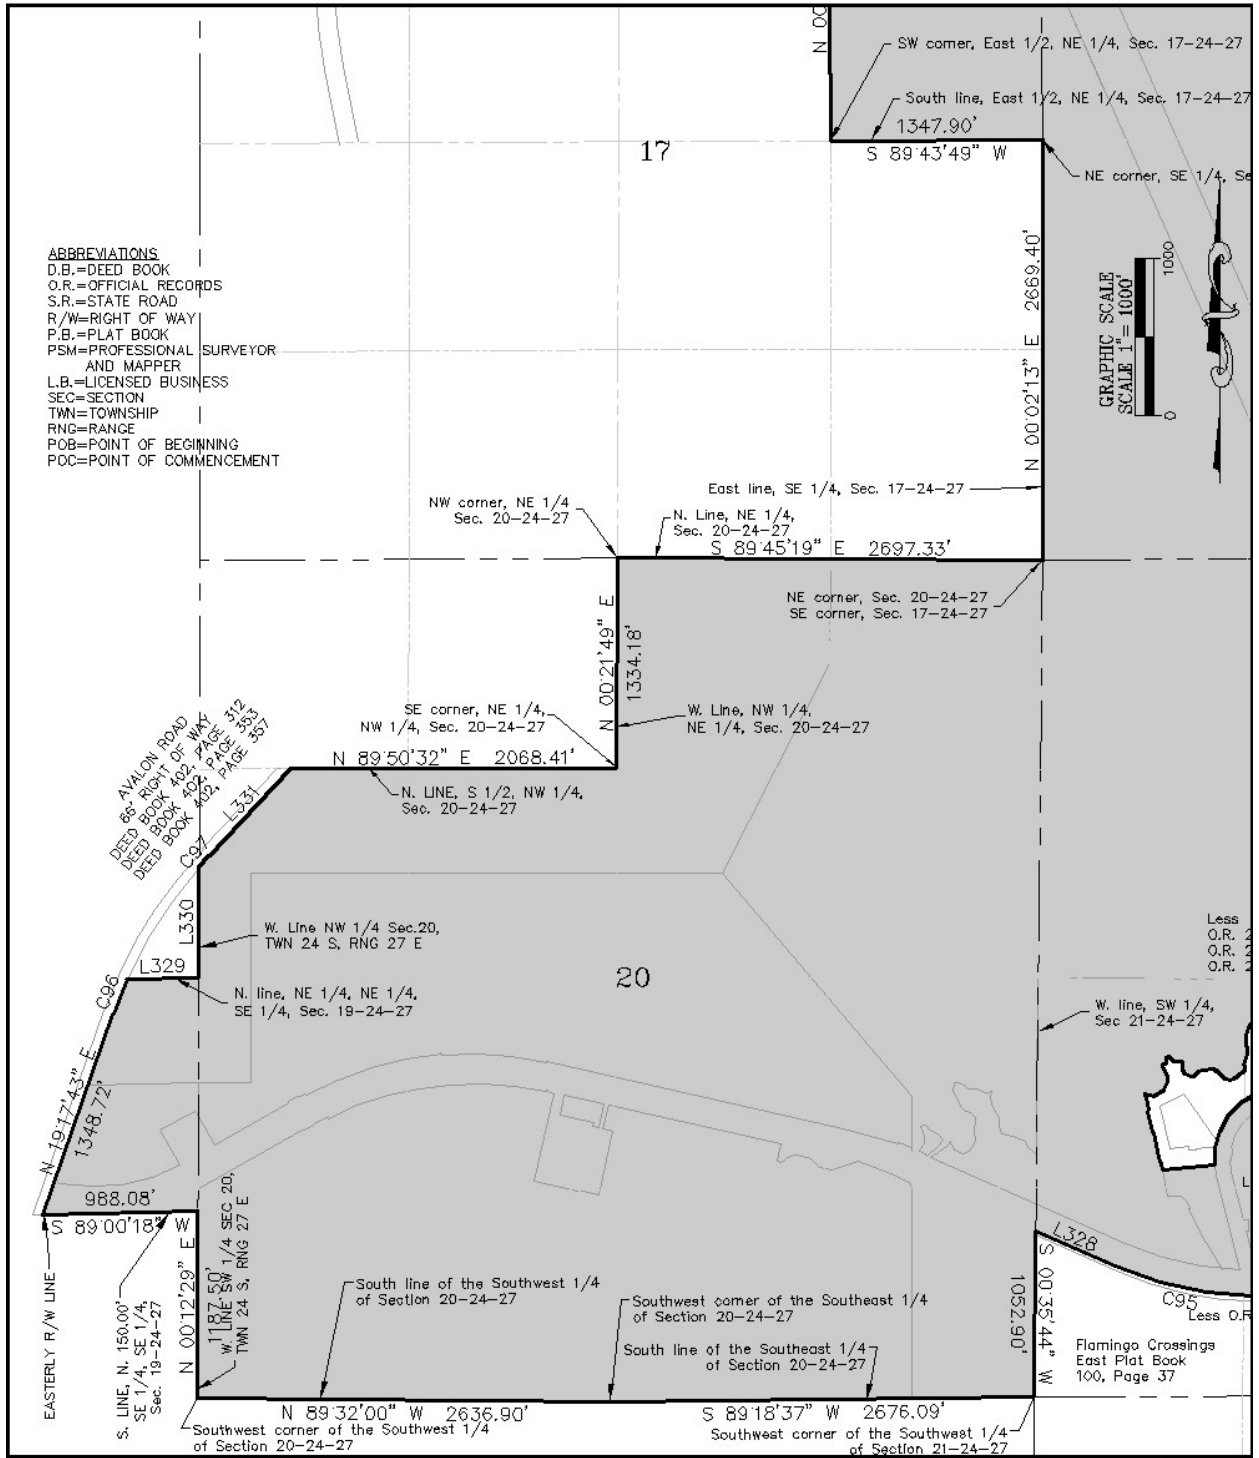 N 00
SW corner, East 1/2, NE 1/4, Sec. 17-24-27
South line, East 1/2, NE 1/4, Sec. 17-24-27
1347.90'
S 89°43'49" W
17
NE corner, SE 1/4, Se
ABBREVIATIONS
D.B.=DEED BOOK
O.R.=OFFICIAL RECORDS
S.R.=STATE ROAD
R/W=RIGHT OF WAY
P.B.=PLAT BOOK
PSM=PROFESSIONAL SURVEYOR
AND MAPPER
L.B.=LICENSED BUSINESS
SEC=SECTION
TWN=TOWNSHIP
RNG=RANGE
POB=POINT OF BEGINNING
POC=POINT OF COMMENCEMENT
N 00°02'13" E 2669.40'
GRAPHIC SCALE
SCALE 1"= 1000'
0
1000
East line, SE 1/4, Sec. 17-24-27
NW corner, NE 1/4
Sec. 20-24-27
N. Line, NE 1/4,
Sec. 20-24-27
S 89°45'19" E 2697.33'
NE corner, Sec. 20-24-27
SE corner, Sec. 17-24-27
N 00°21'49" E
1334.18'
SE corner, NE 1/4,
NW 1/4, Sec. 20-24-27
W. Line, NW 1/4,
NE 1/4, Sec. 20-24-27
N 89°50'32" E 2068.41'
N. LINE, S 1/2, NW 1/4,
Sec. 20-24-27
AVALON ROAD
66' RIGHT OF WAY
DEED BOOK 402, PAGE 312
DEED BOOK 402, PAGE 353
DEED BOOK 402, PAGE 357
L331
C97
L330
W. Line NW 1/4 Sec.20,
TWN 24 S, RNG 27 E
L329
C96
N. line, NE 1/4, NE 1/4,
SE 1/4, Sec. 19-24-27
20
Less
O.R. 2
O.R. 2
O.R. 2
W. line, SW 1/4,
Sec 21-24-27
N 19°17'43" E
1348.72'
988.08'
S 89°00'18" W
L
L328
C95
Less O.R
EASTERLY R/W LINE
S. LINE, N. 150.00'
SE 1/4, SE 1/4,
Sec. 19-24-27
N 00°12'29" E
1187.50'
W. LINE SW 1/4 SEC 20,
TWN 24 S, RNG 27 E
South line of the Southwest 1/4
of Section 20-24-27
Southwest corner of the Southeast 1/4
of Section 20-24-27
South line of the Southeast 1/4
of Section 20-24-27
1052.90'
S 00°35'44" W
Flamingo Crossings
East Plat Book
100, Page 37
N 89°32'00" W 2636.90'
S 89°18'37" W 2676.09'
Southwest corner of the Southwest 1/4
of Section 20-24-27
Southwest corner of the Southwest 1/4
of Section 21-24-27